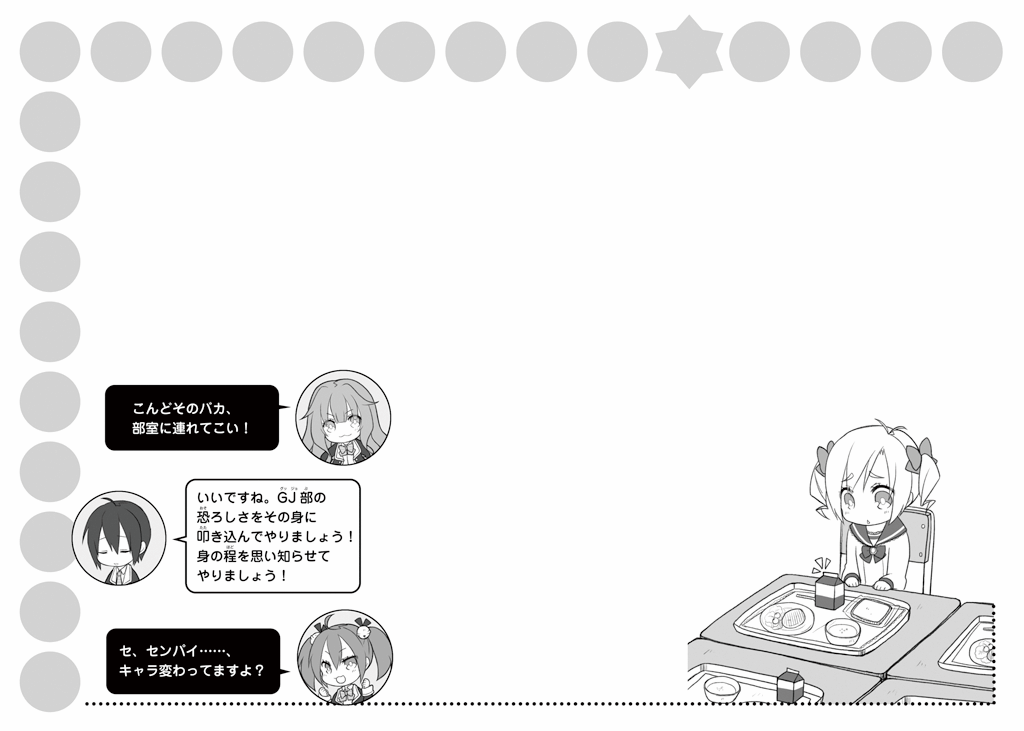 こんどそのバカ、
部室に連れてこい!
いいですね。GJ部の
恐ろしさをその身に
叩き込んでやりましょう!
身の程を思い知らせて
やりましょう!
セ、センパイ……、
キャラ変わってますよ?